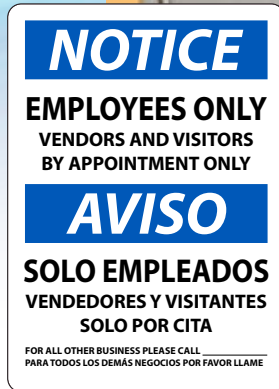 NOTICE
EMPLOYEES ONLY
VENDORS AND VISITORS
BY APPOINTMENT ONLY
AVISO
SOLO EMPLEADOS
VENDEDORES Y VISITANTES
SOLO POR CITA
FOR ALL OTHER BUSINESS PLEASE CALL ____________
PARA TODOS LOS DEMÁS NEGOCIOS POR FAVOR LLAME